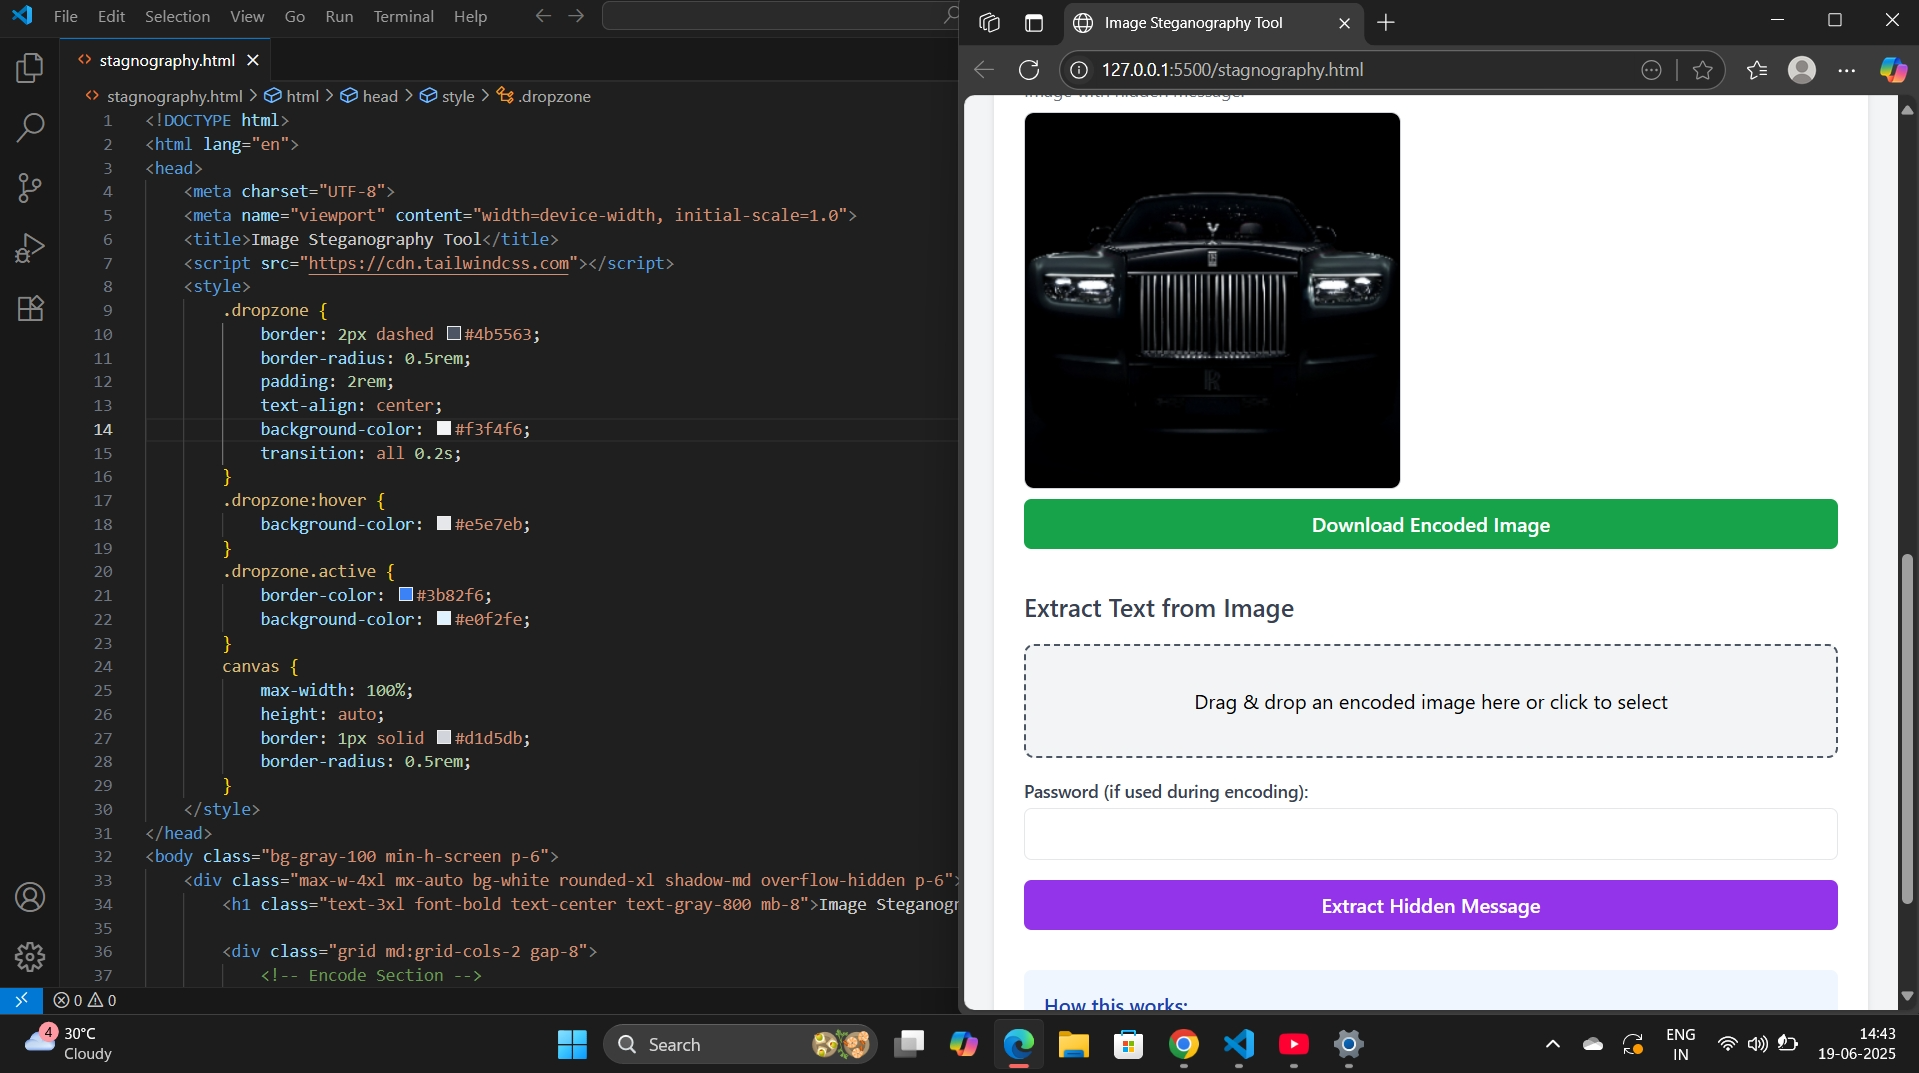 File Edit Selection View Go Run Terminal Help
stagnography.html
stagnography.html > html > head > style > .dropzone
1 <!DOCTYPE html>
2 <html lang="en">
3 <head>
4 <meta charset="UTF-8">
5 <meta name="viewport" content="width=device-width, initial-scale=1.0">
6 <title>Image Steganography Tool</title>
7 <script src="https://cdn.tailwindcss.com"></script>
8 <style>
9 .dropzone {
10 border: 2px dashed #4b5563;
11 border-radius: 0.5rem;
12 padding: 2rem;
13 text-align: center;
14 background-color: #f3f4f6;
15 transition: all 0.2s;
16 }
17 .dropzone:hover {
18 background-color: #e5e7eb;
19 }
20 .dropzone.active {
21 border-color: #3b82f6;
22 background-color: #e0f2fe;
23 }
24 canvas {
25 max-width: 100%;
26 height: auto;
27 border: 1px solid #d1d5db;
28 border-radius: 0.5rem;
29 }
30 </style>
31 </head>
32 <body class="bg-gray-100 min-h-screen p-6">
33 <div class="max-w-4xl mx-auto bg-white rounded-xl shadow-md overflow-hidden p-6">
34 <h1 class="text-3xl font-bold text-center text-gray-800 mb-8">Image Steganogr
35
36 <div class="grid md:grid-cols-2 gap-8">
37 <!-- Encode Section -->
0 0
Image Steganography Tool
127.0.0.1:5500/stagnography.html
Image with hidden message:
Download Encoded Image
Extract Text from Image
Drag & drop an encoded image here or click to select
Password (if used during encoding):
Extract Hidden Message
How this works:
4
30°C
Cloudy
Search
ENG
IN
14:43
19-06-2025